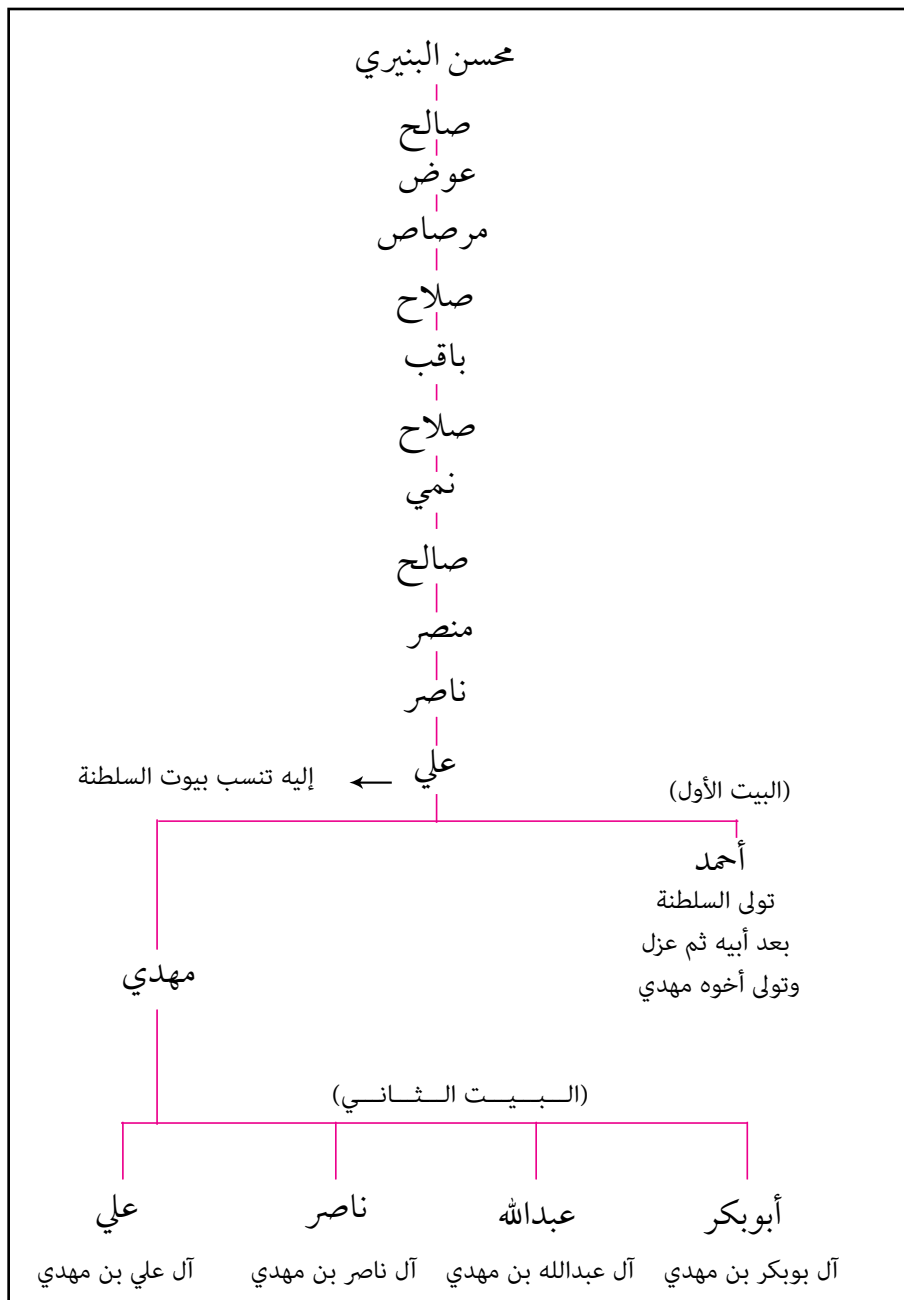 محسن البنيري
صالح
عوض
مرصاص
صلاح
باقب
صلاح
نمي
صالح
منصر
ناصر
علي ← إليه تنسب بيوت السلطنة
(البيت الأول)
أحمد
تولى السلطنة
بعد أبيه ثم عزل
وتولى أخوه مهدي
مهدي
(الـــبـــيـــت الـــثـــانـــي)
أبوبكر عبدالله ناصر علي
آل بوبكر بن مهدي آل عبدالله بن مهدي آل ناصر بن مهدي آل علي بن مهدي